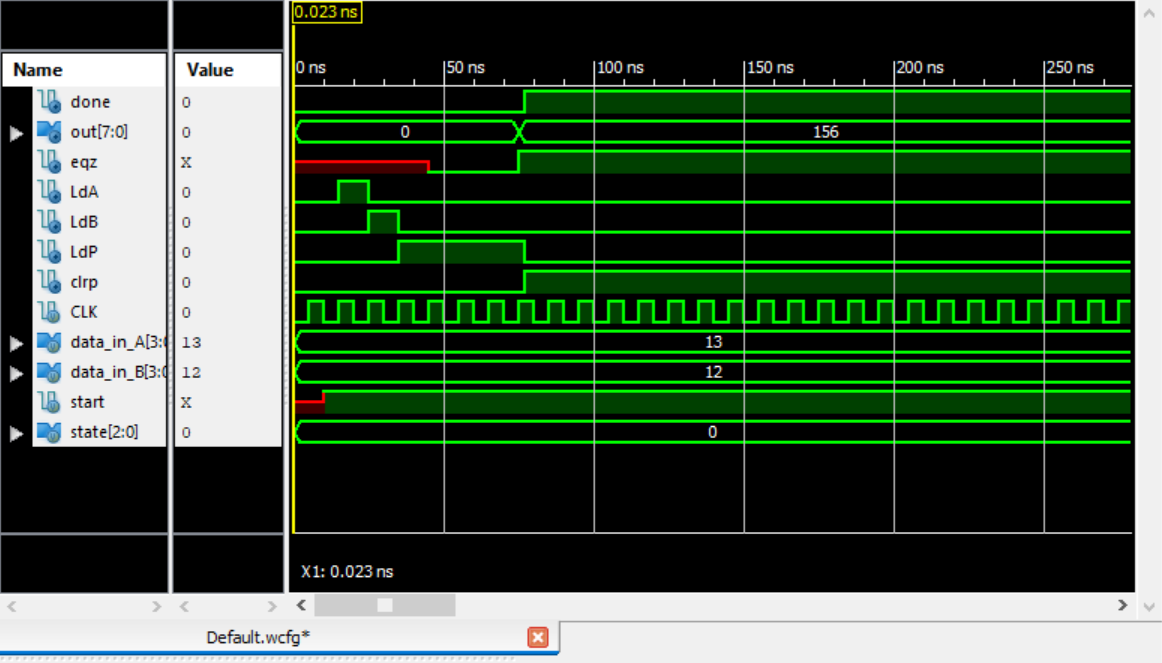 0.023 ns
Name Value
0 ns 50 ns 100 ns 150 ns 200 ns 250 ns
done 0
out[7:0] 0 0 156
eqz X
LdA 0
LdB 0
LdP 0
clrp 0
CLK 0
data_in_A[3:0 13 13
data_in_B[3:0 12 12
start X
state[2:0] 0 0
X1: 0.023 ns
Default.wcfg*